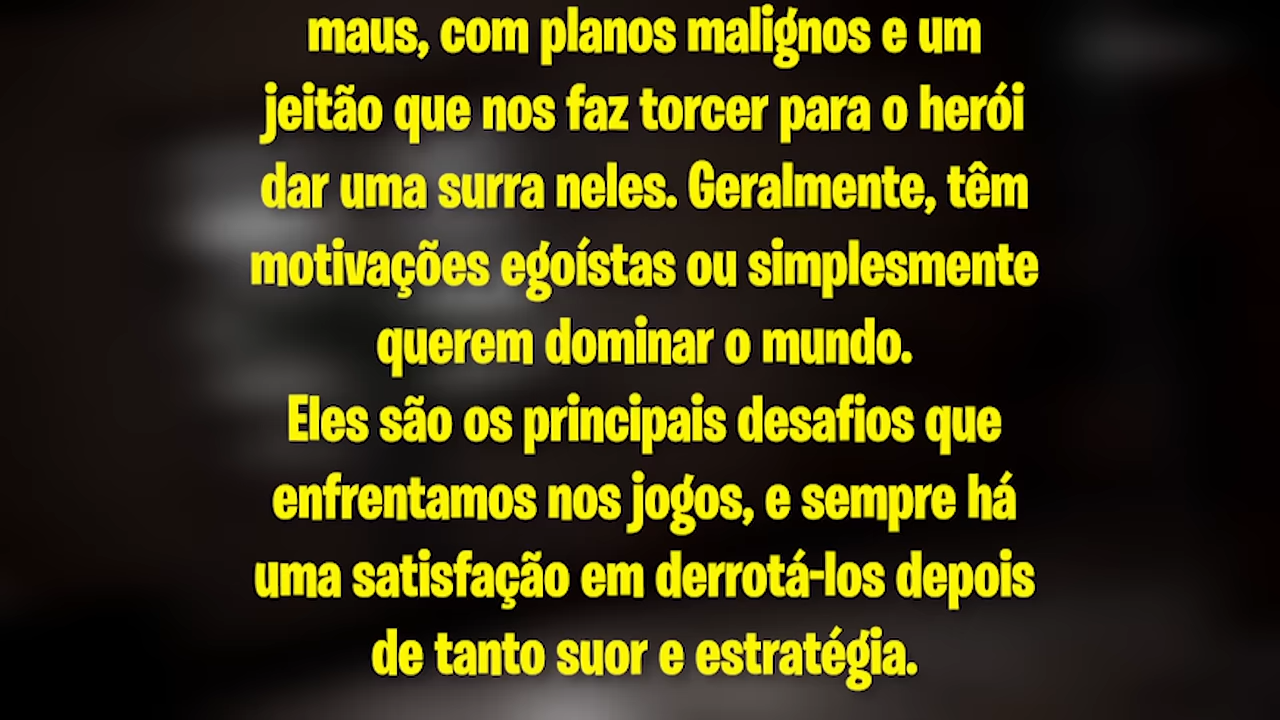 maus, com planos malignos e um
jeitão que nos faz torcer para o herói
dar uma surra neles. Geralmente, têm
motivações egoístas ou simplesmente
querem dominar o mundo.
Eles são os principais desafios que
enfrentamos nos jogos, e sempre há
uma satisfação em derrotá-los depois
de tanto suor e estratégia.